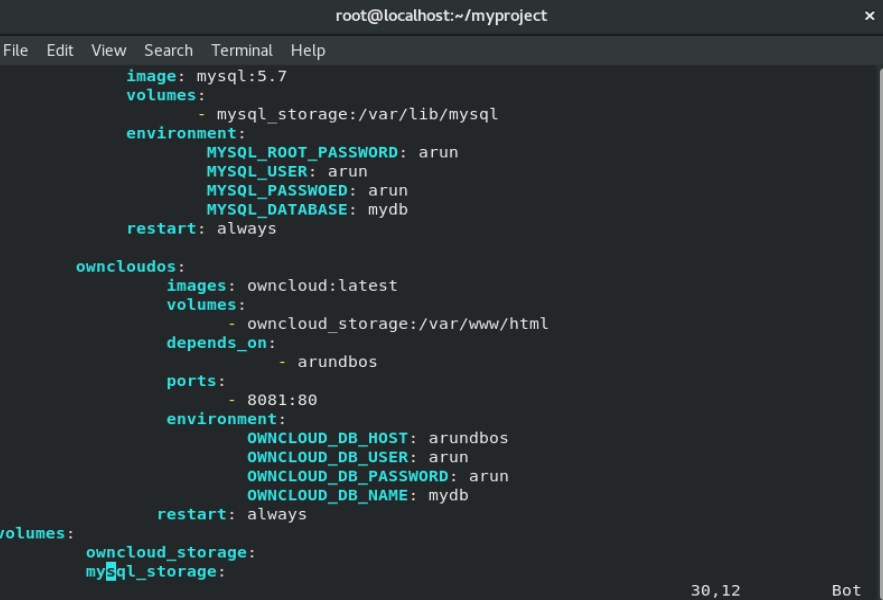 root@localhost:~/myproject
×
File Edit View Search Terminal Help
image: mysql:5.7
volumes:
- mysql_storage:/var/lib/mysql
environment:
MYSQL_ROOT_PASSWORD: arun
MYSQL_USER: arun
MYSQL_PASSWOED: arun
MYSQL_DATABASE: mydb
restart: always
owncloudos:
images: owncloud:latest
volumes:
- owncloud_storage:/var/www/html
depends_on:
- arundbos
ports:
- 8081:80
environment:
OWNCLOUD_DB_HOST: arundbos
OWNCLOUD_DB_USER: arun
OWNCLOUD_DB_PASSWORD: arun
OWNCLOUD_DB_NAME: mydb
restart: always
volumes:
owncloud_storage:
mysql_storage:
30,12 Bot